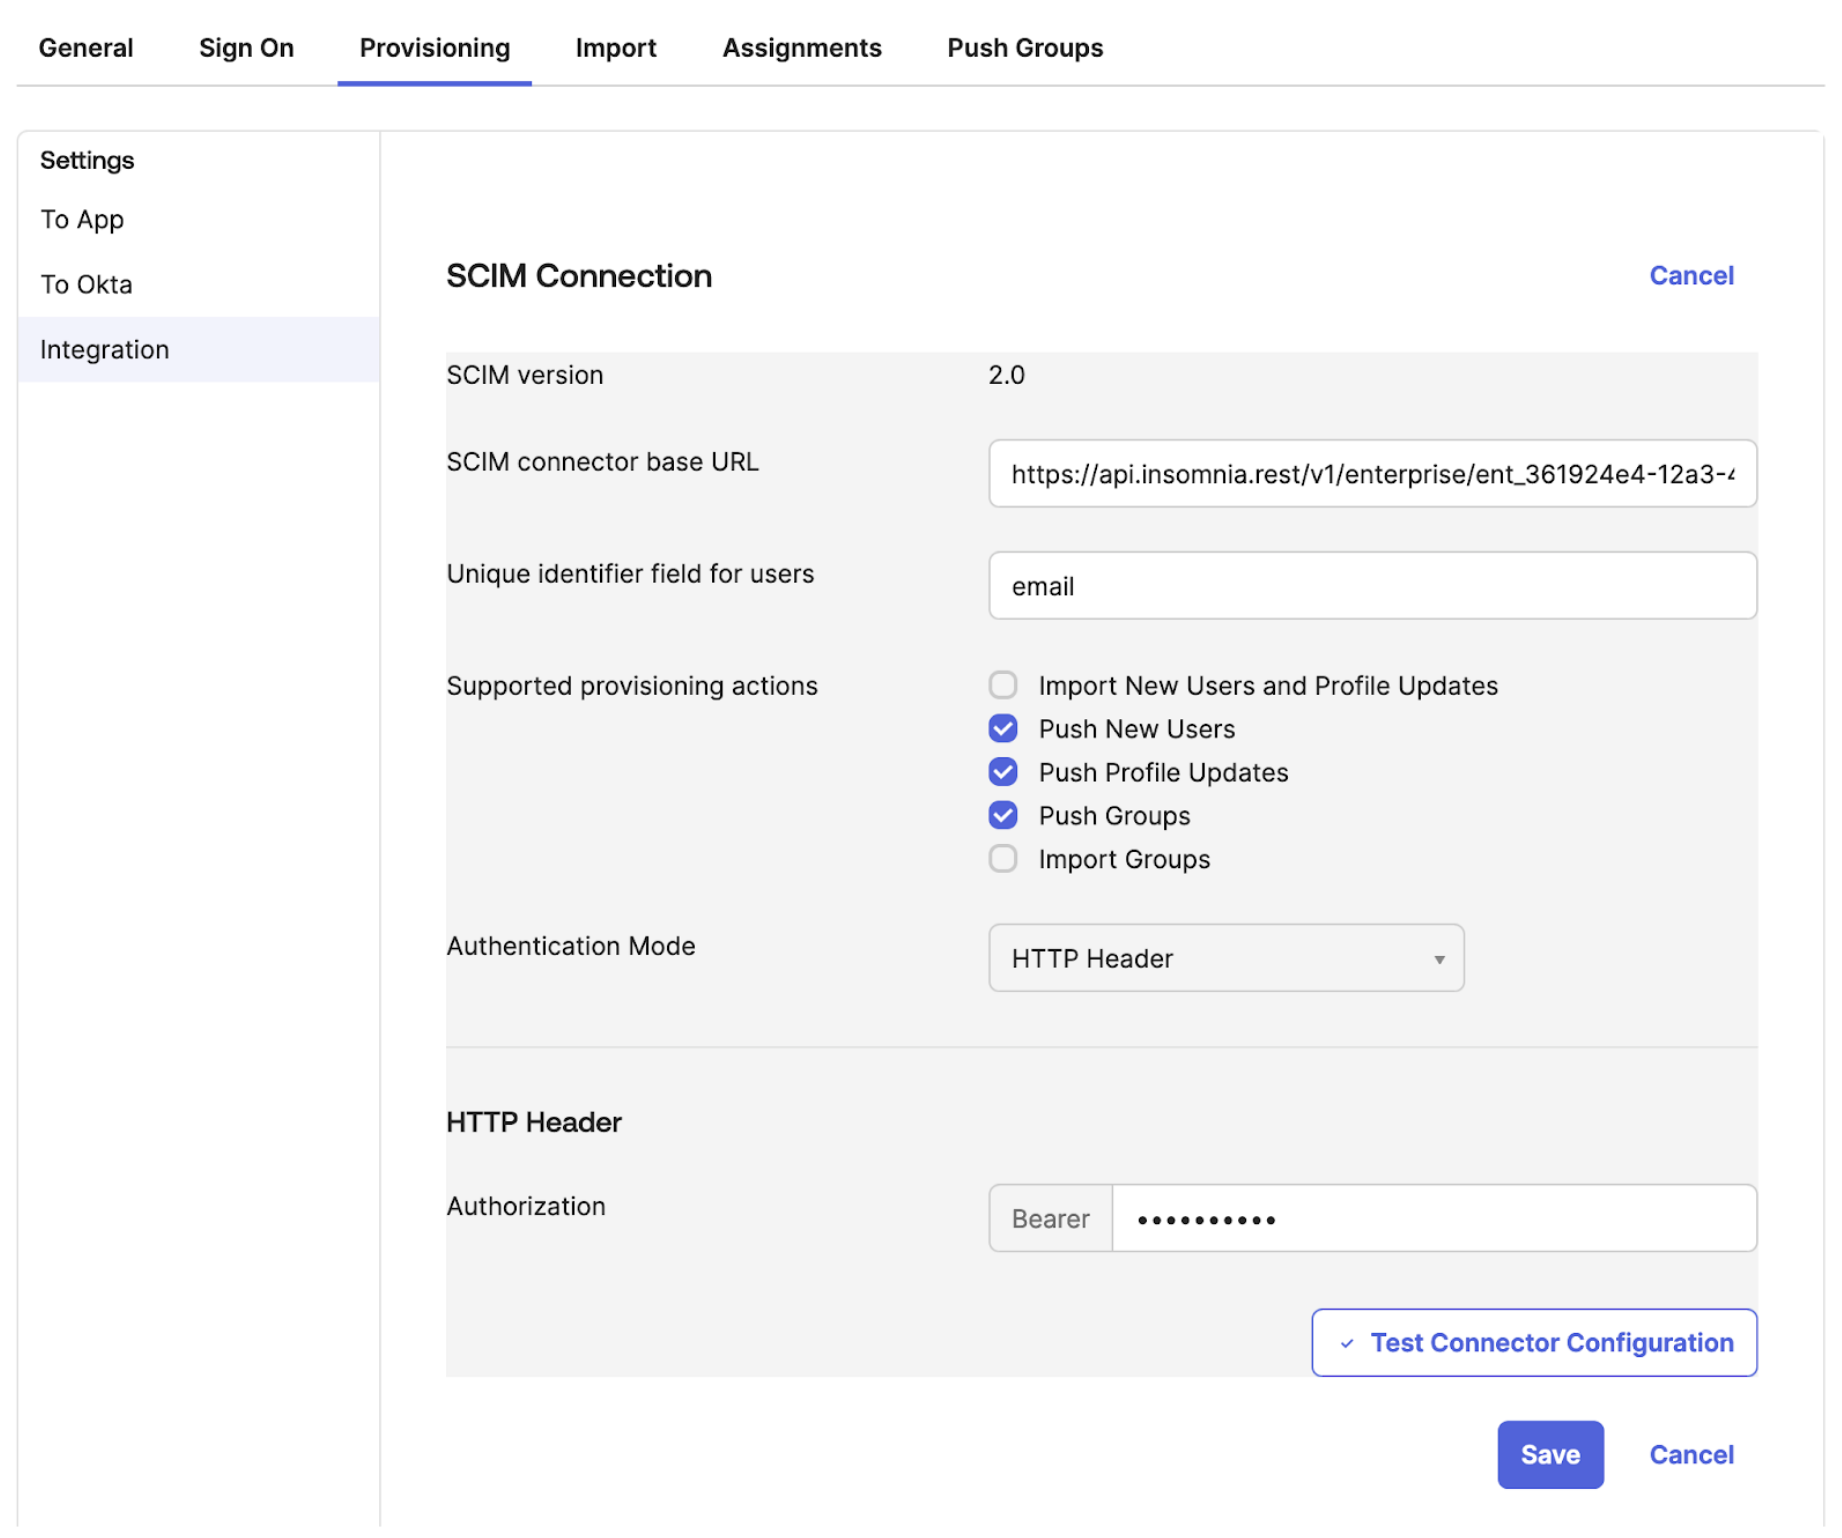 General Sign On Provisioning Import Assignments Push Groups
Settings
To App
To Okta
Integration
SCIM Connection Cancel
SCIM version 2.0
SCIM connector base URL https://api.insomnia.rest/v1/enterprise/ent_361924e4-12a3-4
Unique identifier field for users email
Supported provisioning actions Import New Users and Profile Updates
Push New Users
Push Profile Updates
Push Groups
Import Groups
Authentication Mode HTTP Header
HTTP Header
Authorization Bearer ••••••••••
Test Connector Configuration
Save Cancel